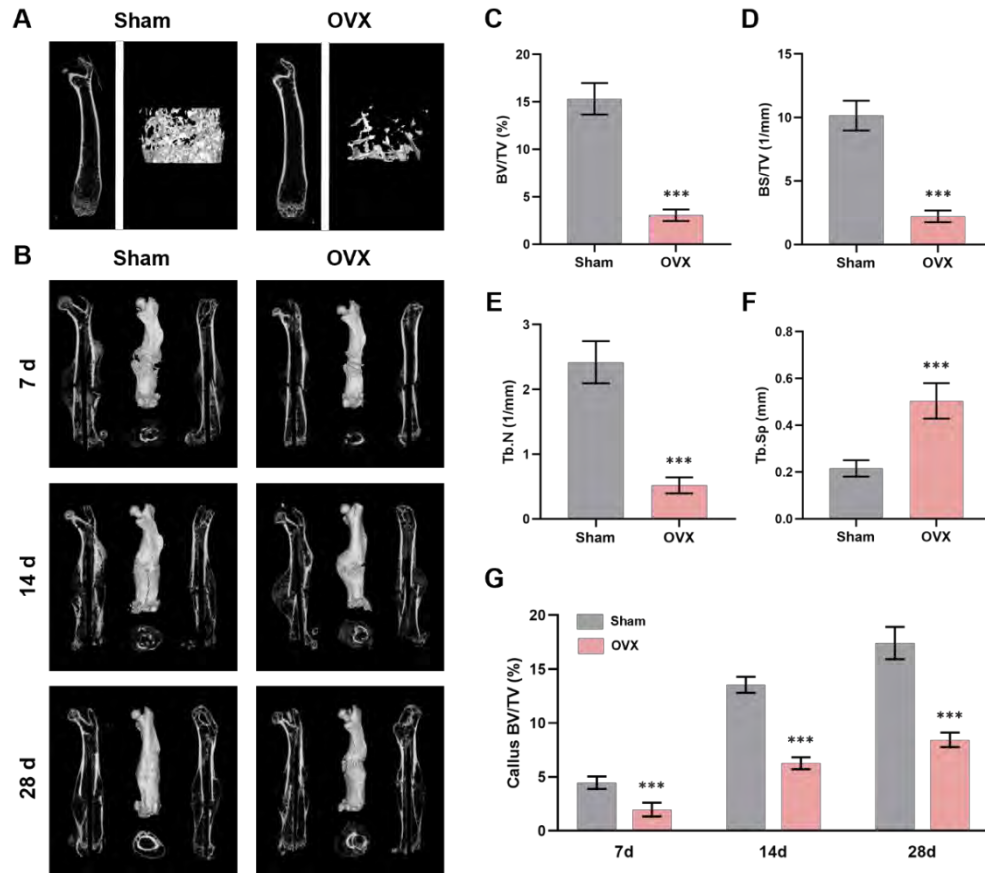 A
Sham
OVX
B
Sham
OVX
7 d
14 d
28 d
C
BV/TV (%)
20
15
10
5
0
***
Sham
OVX
D
BS/TV (1/mm)
15
10
5
0
***
Sham
OVX
E
Tb.N (1/mm)
3
2
1
0
***
Sham
OVX
F
Tb.Sp (mm)
0.8
0.6
0.4
0.2
0.0
***
Sham
OVX
G
Callus BV/TV (%)
20
15
10
5
0
Sham
OVX
***
***
***
7d
14d
28d